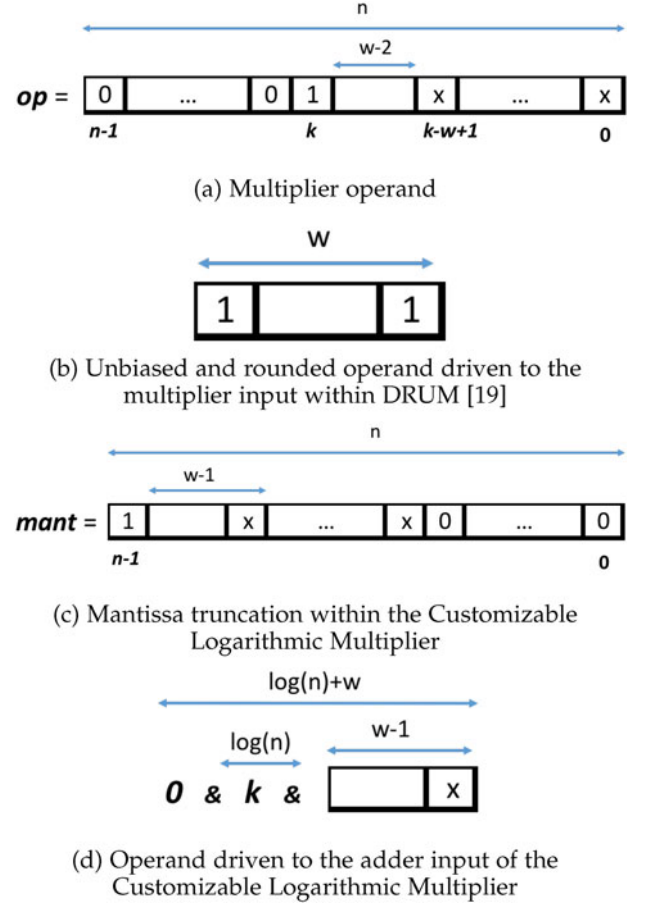 n
w-2
op = 0 ... 0 1 x ... x
n-1 k k-w+1 0
(a) Multiplier operand
W
1 1
(b) Unbiased and rounded operand driven to the
multiplier input within DRUM [19]
n
w-1
mant = 1 x ... x 0 ... 0
n-1 0
(c) Mantissa truncation within the Customizable
Logarithmic Multiplier
log(n)+w
log(n) w-1
0 & k & x
(d) Operand driven to the adder input of the
Customizable Logarithmic Multiplier